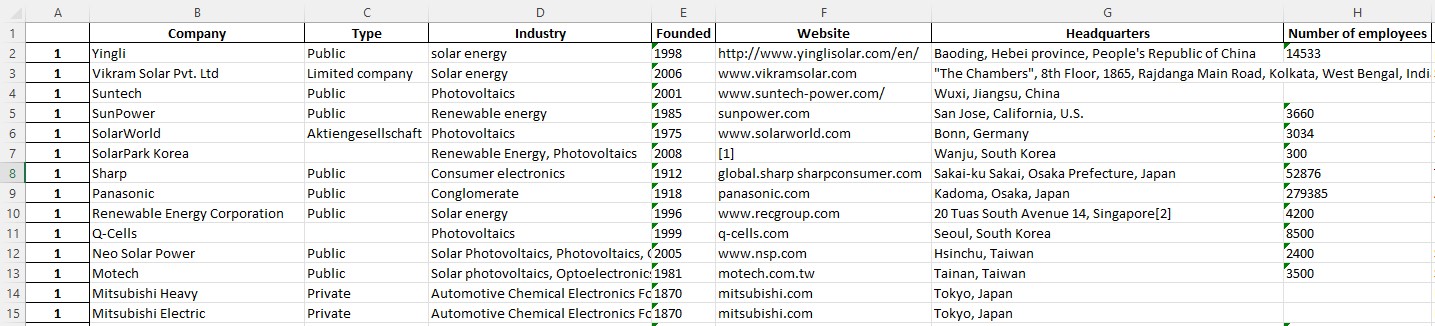 A B C D E F G H
1 Company Type Industry Founded Website Headquarters Number of employees
2 1 Yingli Public solar energy 1998 http://www.yinglisolar.com/en/ Baoding, Hebei province, People's Republic of China 14533
3 1 Vikram Solar Pvt. Ltd Limited company Solar energy 2006 www.vikramsolar.com "The Chambers", 8th Floor, 1865, Rajdanga Main Road, Kolkata, West Bengal, Indi
4 1 Suntech Public Photovoltaics 2001 www.suntech-power.com/ Wuxi, Jiangsu, China
5 1 SunPower Public Renewable energy 1985 sunpower.com San Jose, California, U.S. 3660
6 1 SolarWorld Aktiengesellschaft Photovoltaics 1975 www.solarworld.com Bonn, Germany 3034
7 1 SolarPark Korea Renewable Energy, Photovoltaics 2008 [1] Wanju, South Korea 300
8 1 Sharp Public Consumer electronics 1912 global.sharp sharpconsumer.com Sakai-ku Sakai, Osaka Prefecture, Japan 52876
9 1 Panasonic Public Conglomerate 1918 panasonic.com Kadoma, Osaka, Japan 279385
10 1 Renewable Energy Corporation Public Solar energy 1996 www.recgroup.com 20 Tuas South Avenue 14, Singapore[2] 4200
11 1 Q-Cells Photovoltaics 1999 q-cells.com Seoul, South Korea 8500
12 1 Neo Solar Power Public Solar Photovoltaics, Photovoltaics, 2005 www.nsp.com Hsinchu, Taiwan 2400
13 1 Motech Public Solar photovoltaics, Optoelectronic 1981 motech.com.tw Tainan, Taiwan 3500
14 1 Mitsubishi Heavy Private Automotive Chemical Electronics Fo 1870 mitsubishi.com Tokyo, Japan
15 1 Mitsubishi Electric Private Automotive Chemical Electronics Fo 1870 mitsubishi.com Tokyo, Japan